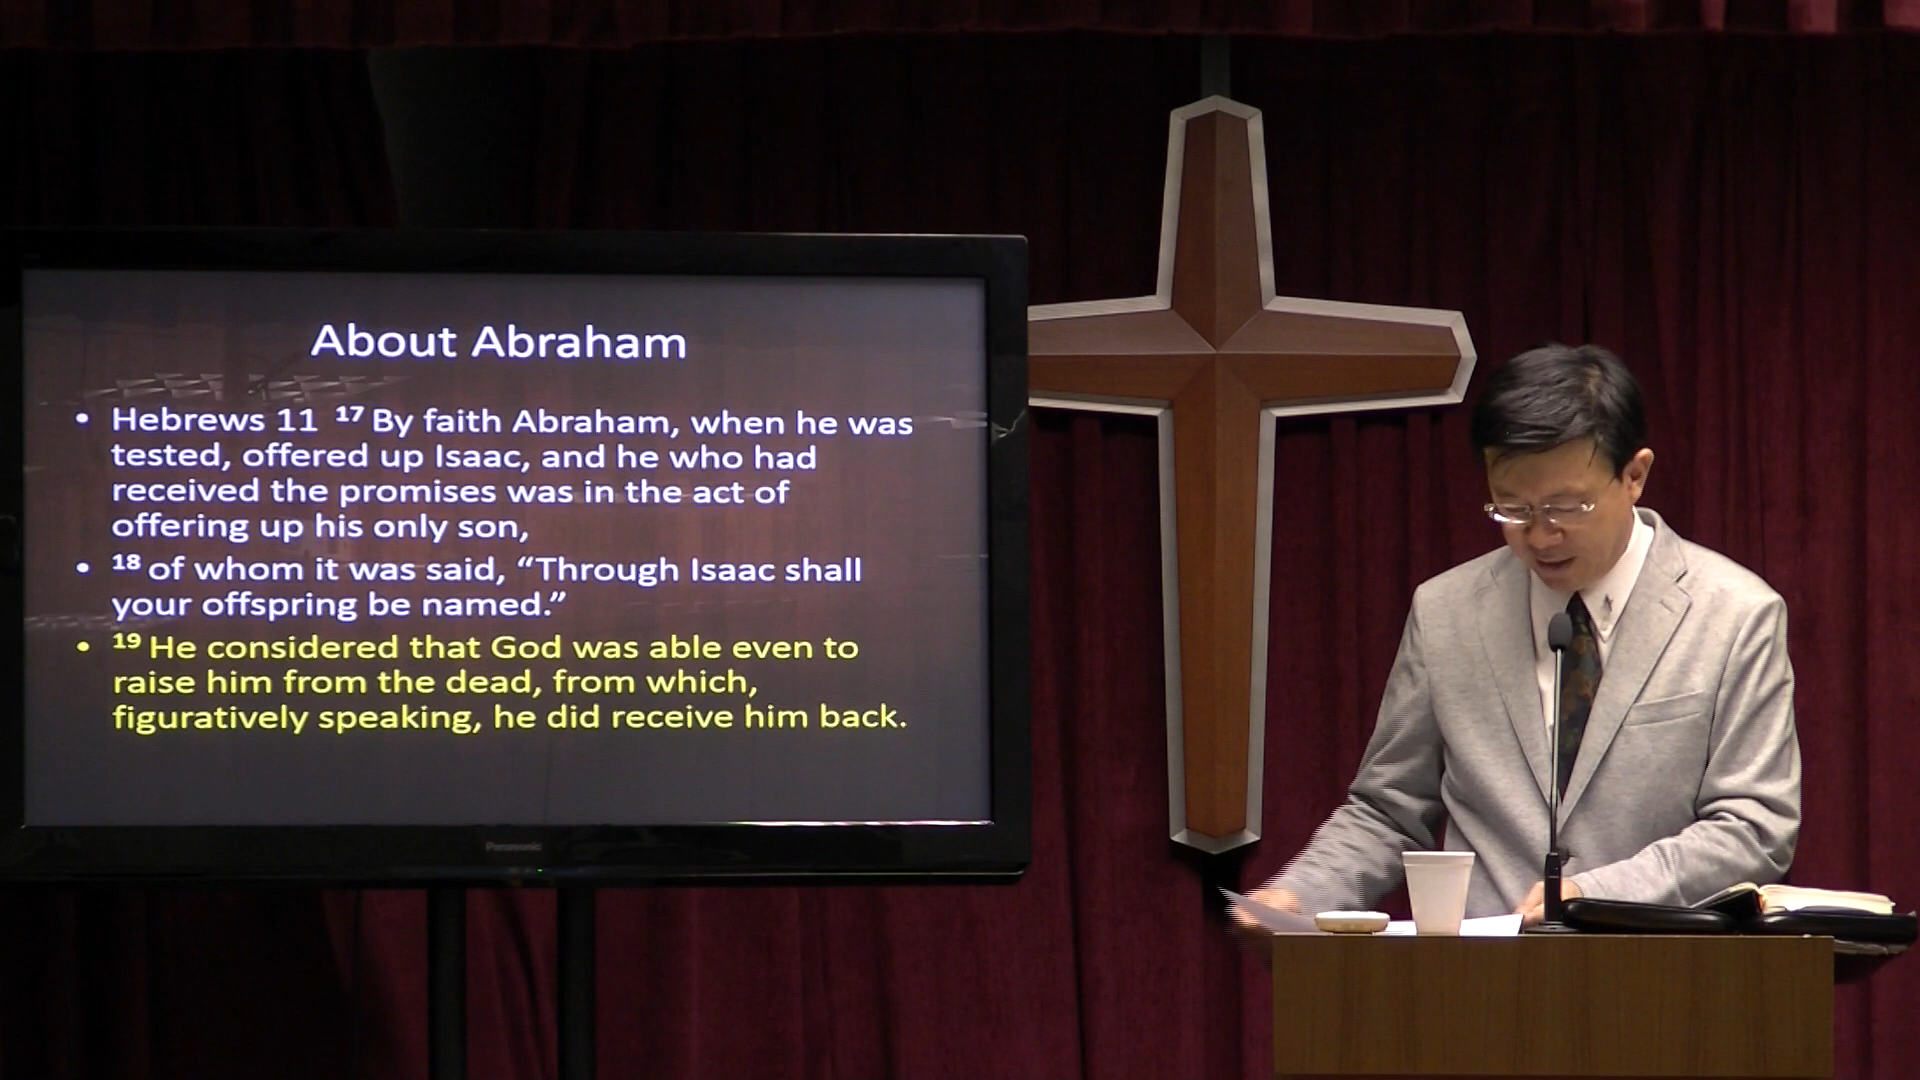 About Abraham
• Hebrews 11 17 By faith Abraham, when he was
tested, offered up Isaac, and he who had
received the promises was in the act of
offering up his only son,
• 18 of whom it was said, “Through Isaac shall
your offspring be named.”
• 19 He considered that God was able even to
raise him from the dead, from which,
figuratively speaking, he did receive him back.
Panasonic